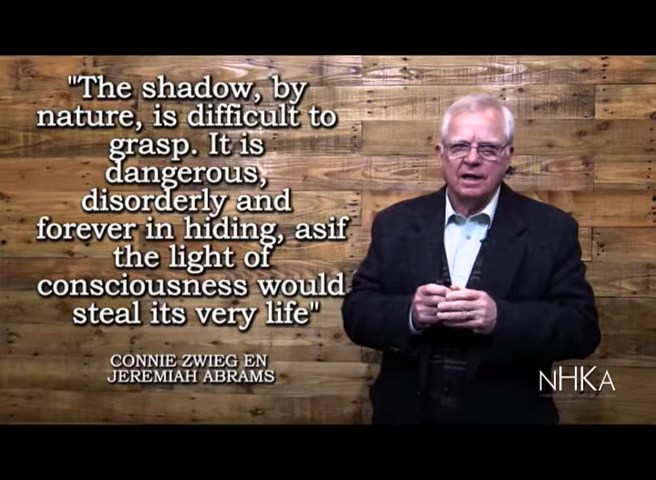 "The shadow, by
nature, is difficult to
grasp. It is
dangerous,
disorderly and
forever in hiding, asif
the light of
consciousness would
steal its very life"
CONNIE ZWIEG EN
JEREMIAH ABRAMS
NHKA